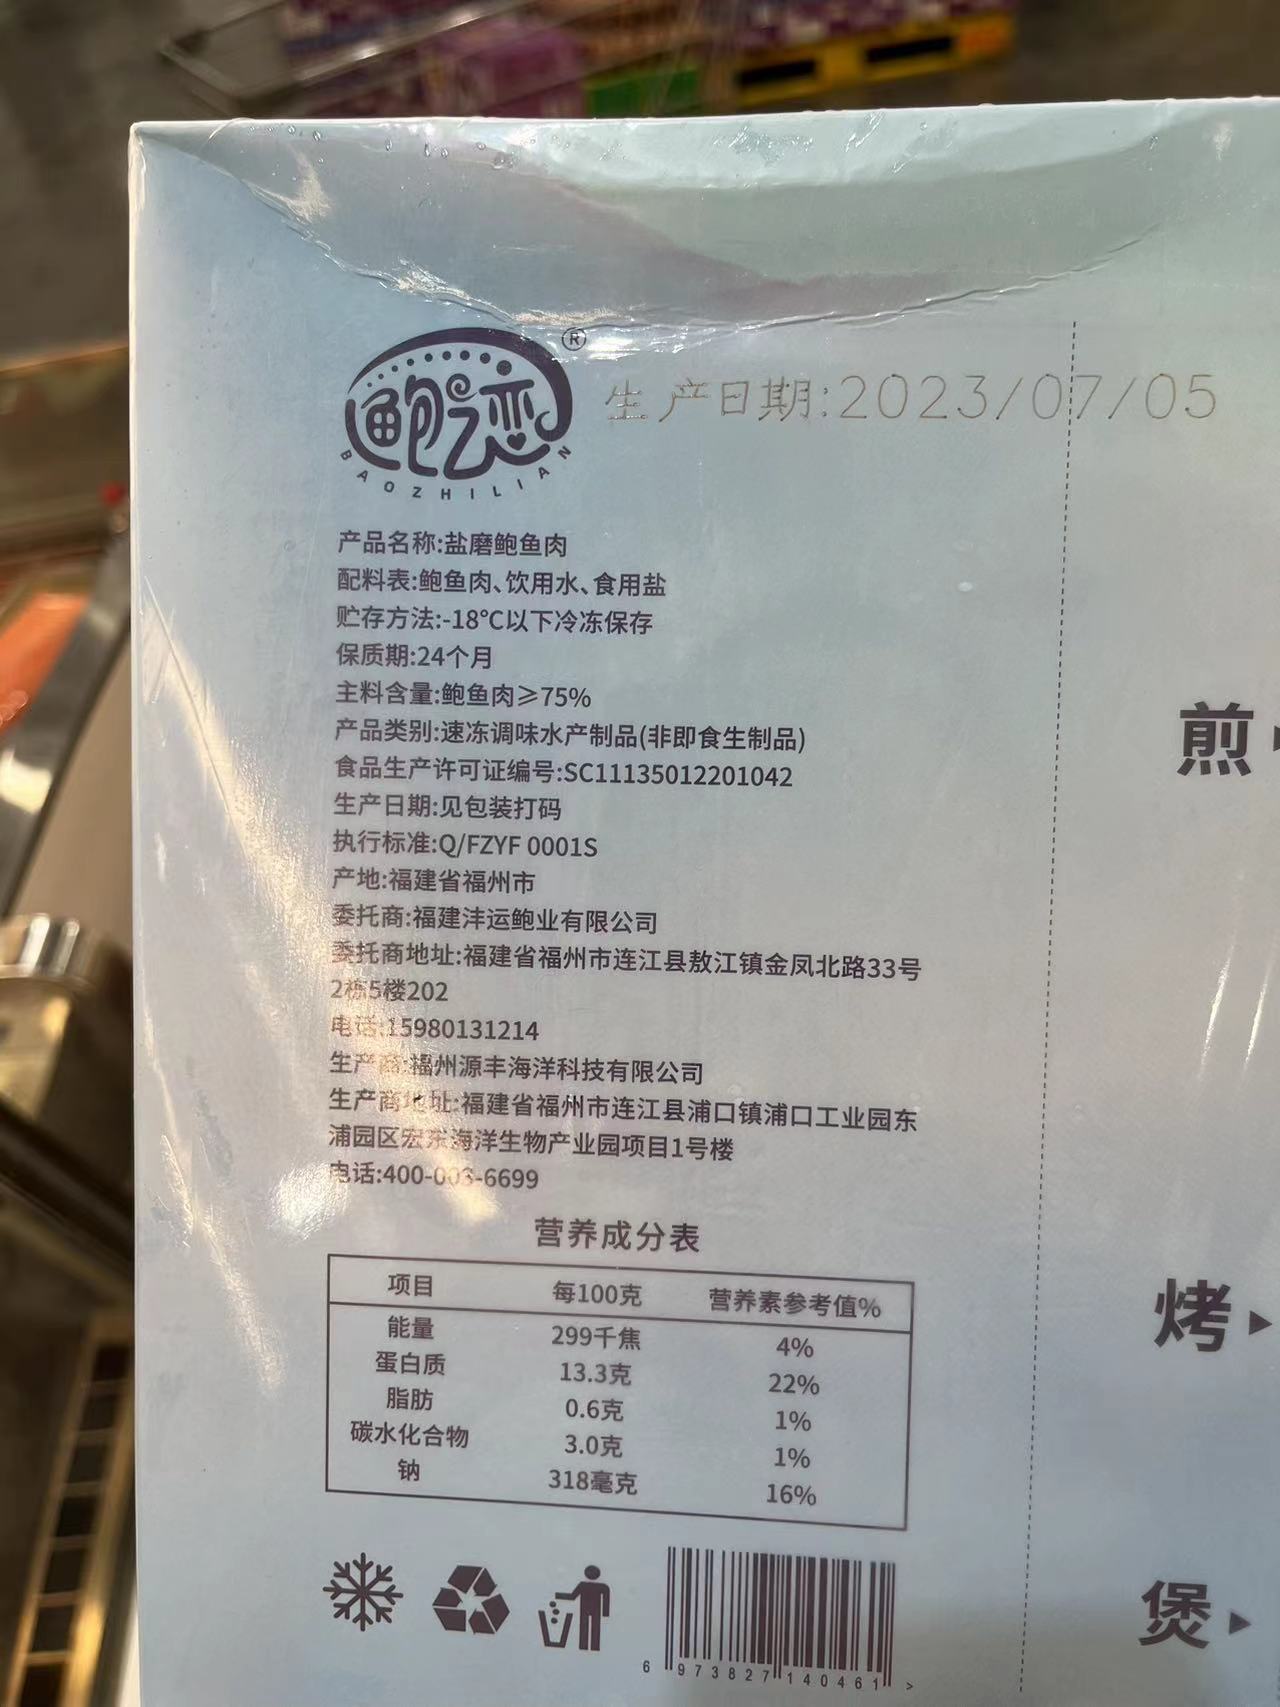 鲍之恋®
BAOZHILIAN
生产日期:2023/07/05
产品名称:盐磨鲍鱼肉
配料表:鲍鱼肉、饮用水、食用盐
贮存方法:-18℃以下冷冻保存
保质期:24个月
主料含量:鲍鱼肉≥75%
产品类别:速冻调味水产制品(非即食生制品)
食品生产许可证编号:SC11135012201042
生产日期:见包装打码
执行标准:Q/FZYF 0001S
产地:福建省福州市
委托商:福建沣运鲍业有限公司
委托商地址:福建省福州市连江县敖江镇金凤北路33号
2栋5楼202
电话:15980131214
生产商:福州源丰海洋科技有限公司
生产商地址:福建省福州市连江县浦口镇浦口工业园东
浦园区宏东海洋生物产业园项目1号楼
电话:400-003-6699
营养成分表
项目 每100克 营养素参考值%
能量 299千焦 4%
蛋白质 13.3克 22%
脂肪 0.6克 1%
碳水化合物 3.0克 1%
钠 318毫克 16%
6 973827 140461 >
煎
烤▶
煲▶